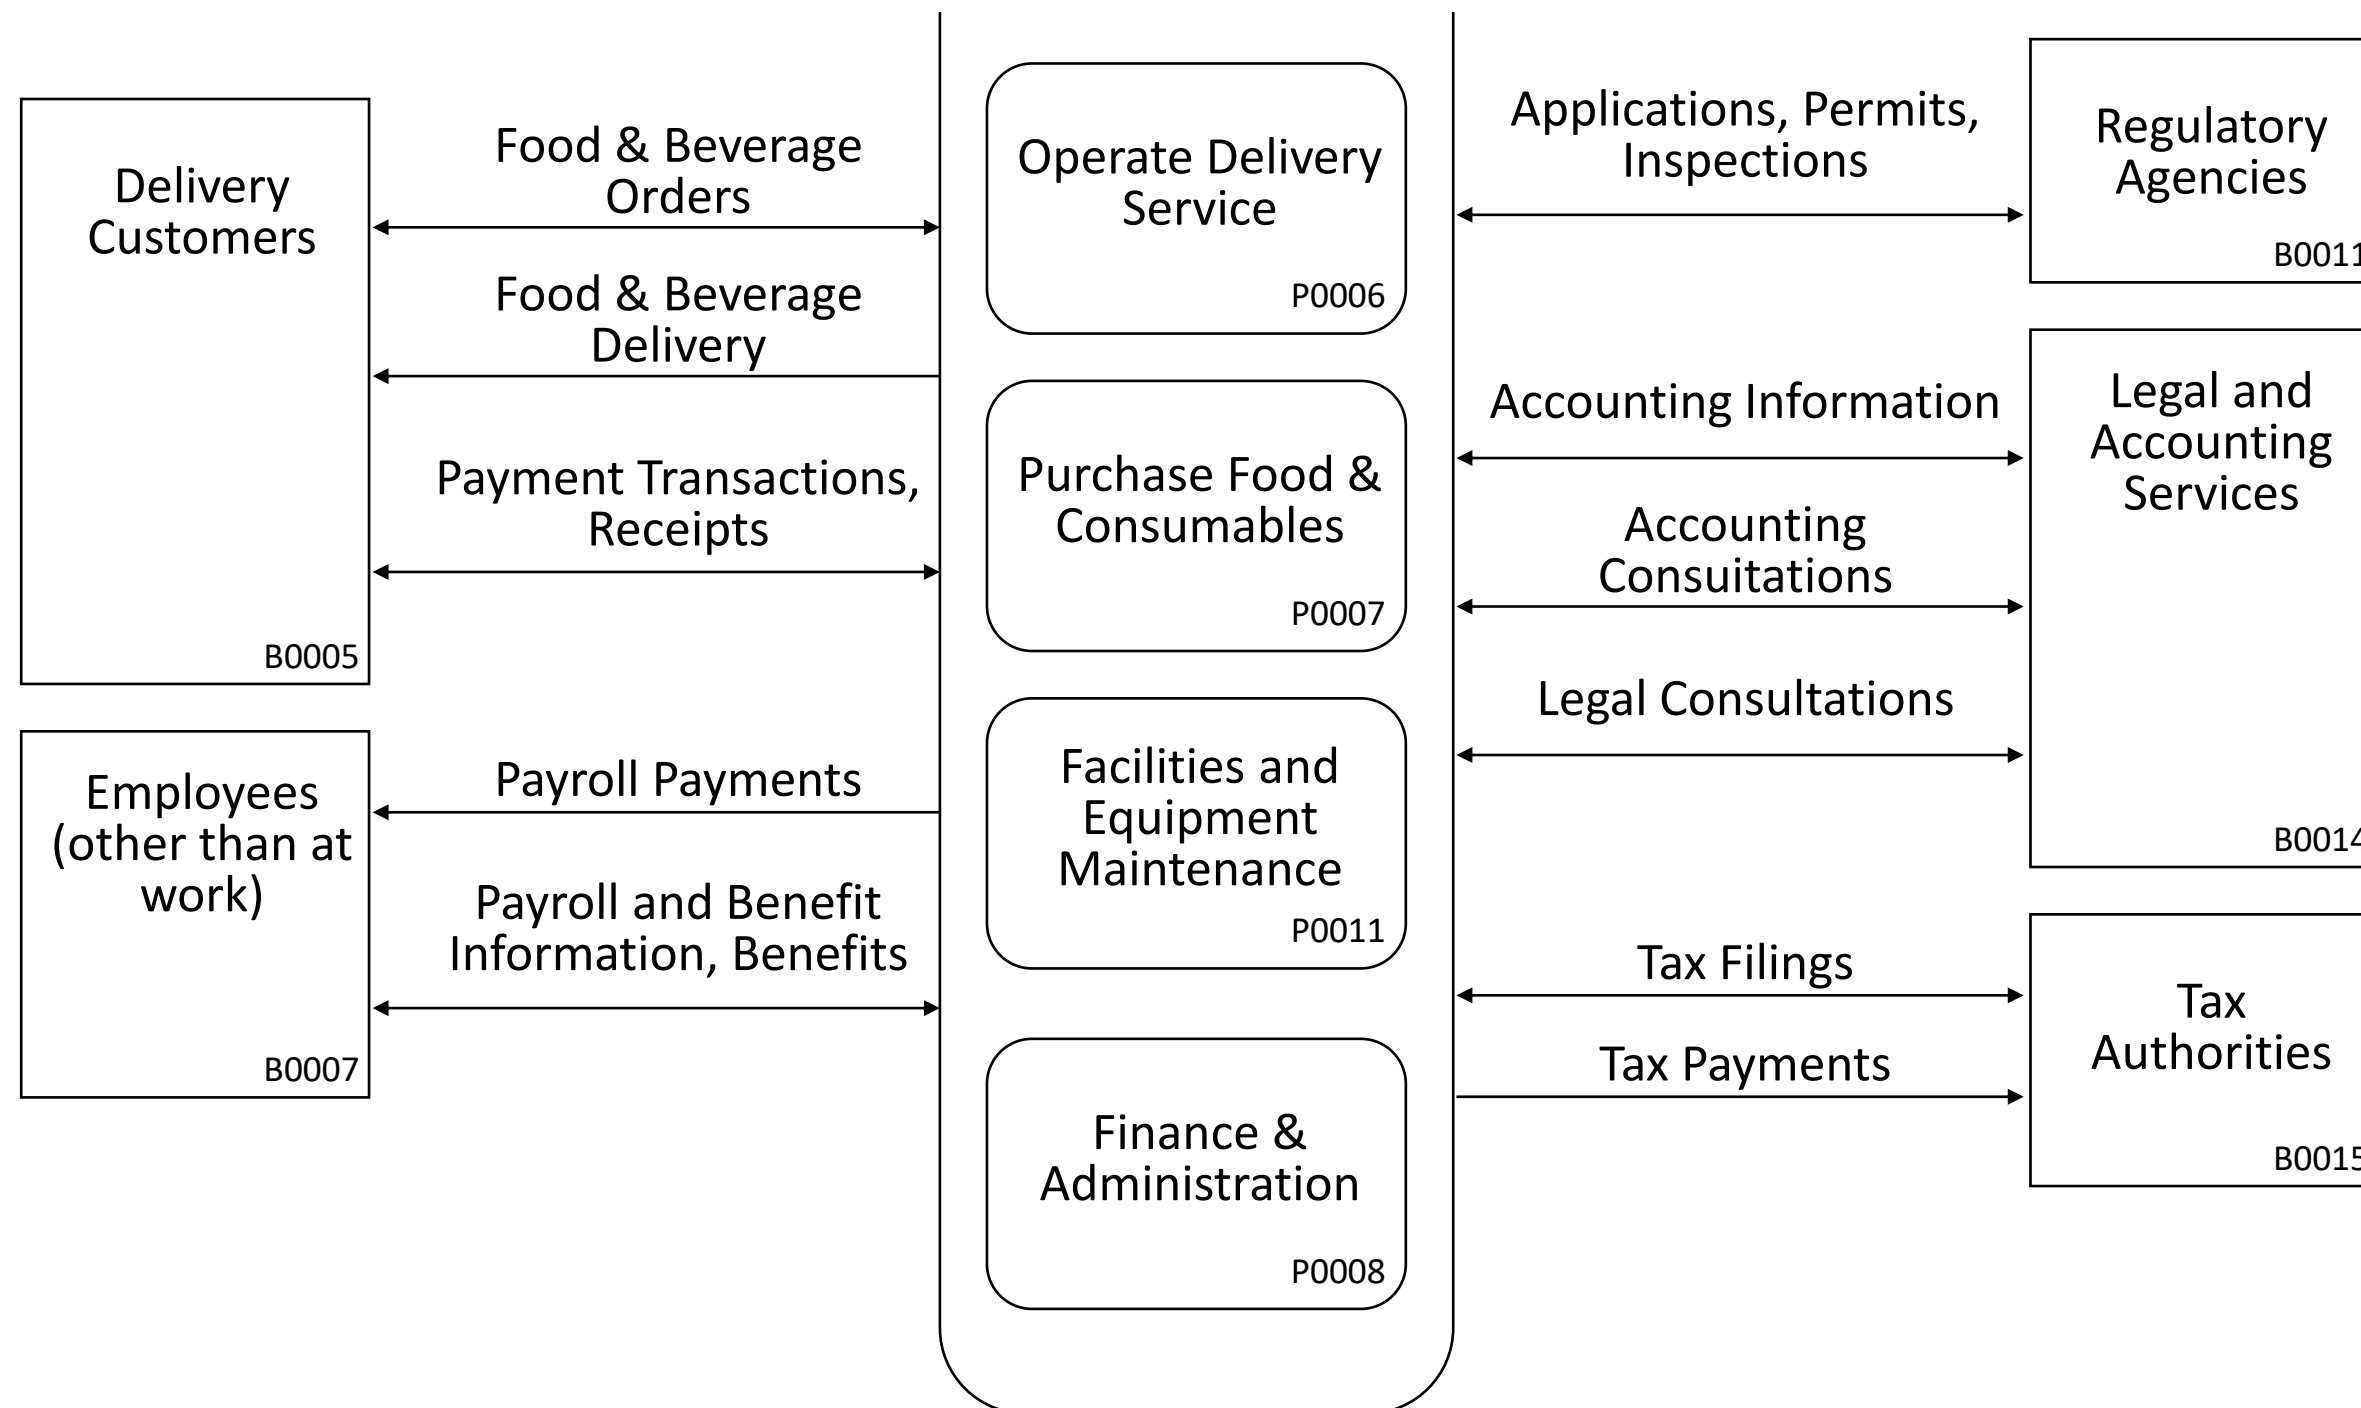 Delivery
Customers
B0005
Food & Beverage
Orders
Food & Beverage
Delivery
Payment Transactions,
Receipts
Employees
(other than at
work)
B0007
Payroll Payments
Payroll and Benefit
Information, Benefits
Operate Delivery
Service
P0006
Purchase Food &
Consumables
P0007
Facilities and
Equipment
Maintenance
P0011
Finance &
Administration
P0008
Applications, Permits,
Inspections
Regulatory
Agencies
B0011
Accounting Information
Accounting
Consuitations
Legal Consultations
Legal and
Accounting
Services
B0014
Tax Filings
Tax Payments
Tax
Authorities
B0015